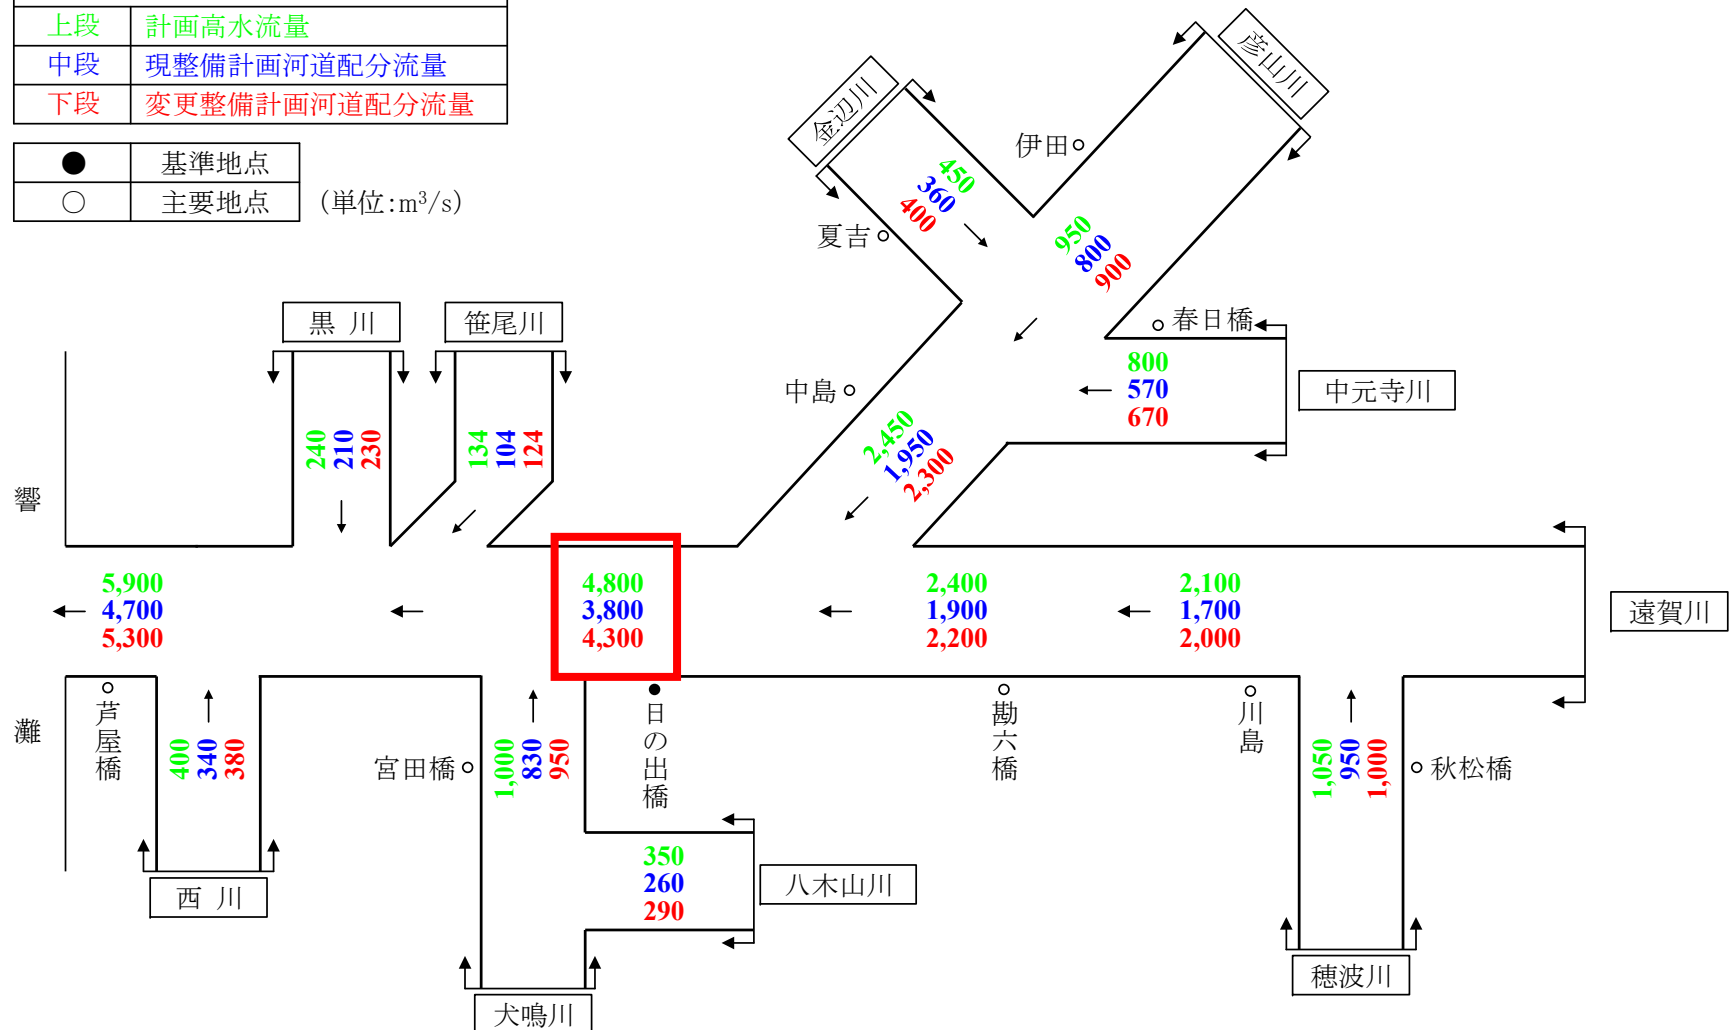 上段 計画高水流量
中段 現整備計画河道配分流量
下段 変更整備計画河道配分流量
● 基準地点
○ 主要地点
(単位:m³/s)
彦山川
金辺川
伊田
450
360
400
夏吉
950
800
900
春日橋
800
570
670
中元寺川
中島
2,450
1,950
2,300
黒 川
笹尾川
240
210
230
134
104
124
響
灘
5,900
4,700
5,300
4,800
3,800
4,300
2,400
1,900
2,200
2,100
1,700
2,000
遠賀川
芦屋橋
400
340
380
西 川
宮田橋
1,000
830
950
日の出橋
勘六橋
川島
1,050
950
1,000
秋松橋
350
260
290
八木山川
犬鳴川
穂波川